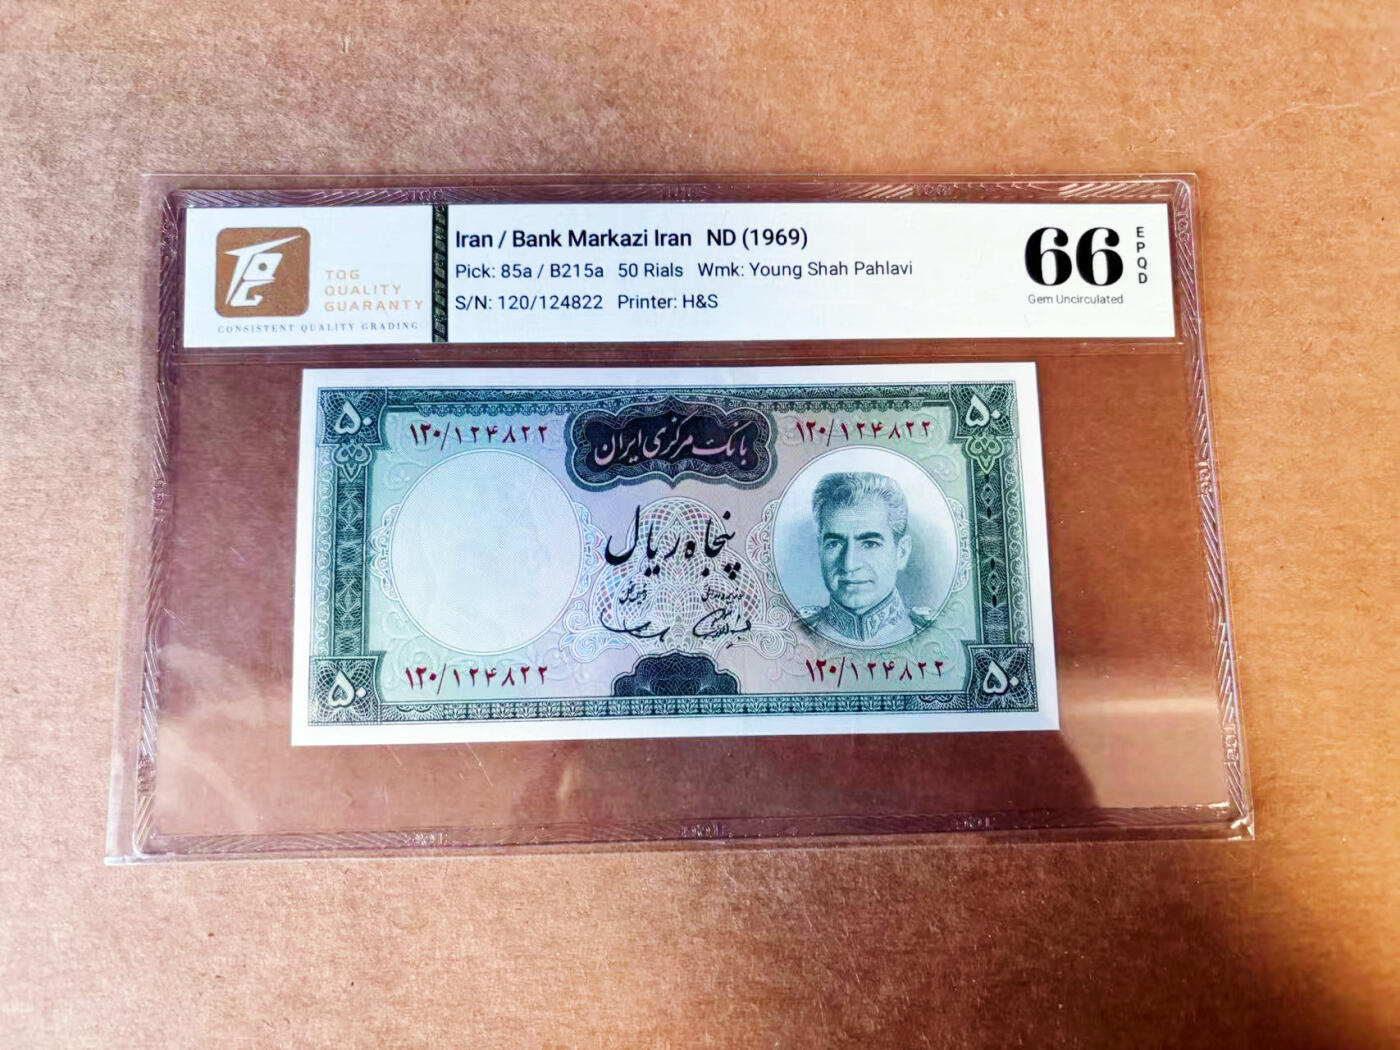 TQG
QUALITY
GUARANTY
CONSISTENT QUALITY GRADING
Iran / Bank Markazi Iran ND (1969)
Pick: 85a / B215a 50 Rials Wmk: Young Shah Pahlavi
S/N: 120/124822 Printer: H&S
66
EPQD
Gem Uncirculated
۵۰
۱۲۰/۱۲۴۸۲۲
بانک مرکزی ایران
۱۲۰/۱۲۴۸۲۲
۵۰
پنجاه ریال
۵۰
۱۲۰/۱۲۴۸۲۲
۱۲۰/۱۲۴۸۲۲
۵۰